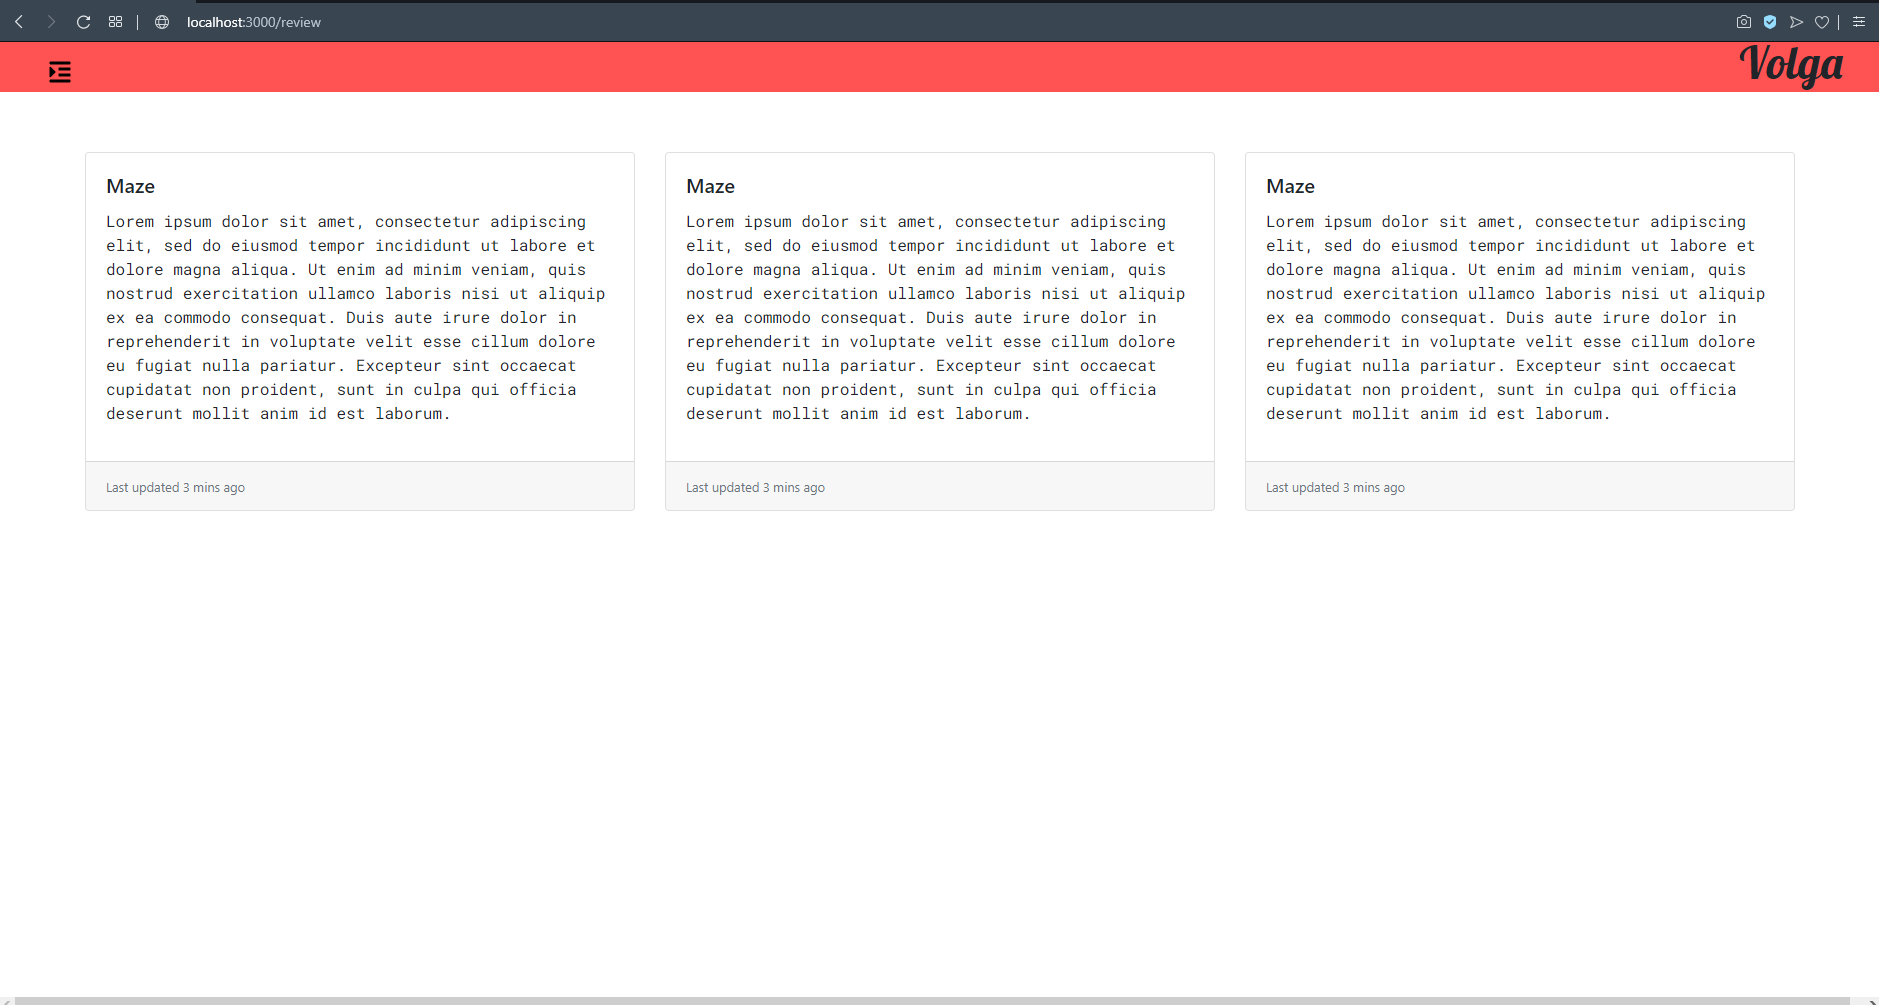 localhost:3000/review
Volga
Maze
Lorem ipsum dolor sit amet, consectetur adipiscing
elit, sed do eiusmod tempor incididunt ut labore et
dolore magna aliqua. Ut enim ad minim veniam, quis
nostrud exercitation ullamco laboris nisi ut aliquip
ex ea commodo consequat. Duis aute irure dolor in
reprehenderit in voluptate velit esse cillum dolore
eu fugiat nulla pariatur. Excepteur sint occaecat
cupidatat non proident, sunt in culpa qui officia
deserunt mollit anim id est laborum.
Last updated 3 mins ago
Maze
Lorem ipsum dolor sit amet, consectetur adipiscing
elit, sed do eiusmod tempor incididunt ut labore et
dolore magna aliqua. Ut enim ad minim veniam, quis
nostrud exercitation ullamco laboris nisi ut aliquip
ex ea commodo consequat. Duis aute irure dolor in
reprehenderit in voluptate velit esse cillum dolore
eu fugiat nulla pariatur. Excepteur sint occaecat
cupidatat non proident, sunt in culpa qui officia
deserunt mollit anim id est laborum.
Last updated 3 mins ago
Maze
Lorem ipsum dolor sit amet, consectetur adipiscing
elit, sed do eiusmod tempor incididunt ut labore et
dolore magna aliqua. Ut enim ad minim veniam, quis
nostrud exercitation ullamco laboris nisi ut aliquip
ex ea commodo consequat. Duis aute irure dolor in
reprehenderit in voluptate velit esse cillum dolore
eu fugiat nulla pariatur. Excepteur sint occaecat
cupidatat non proident, sunt in culpa qui officia
deserunt mollit anim id est laborum.
Last updated 3 mins ago